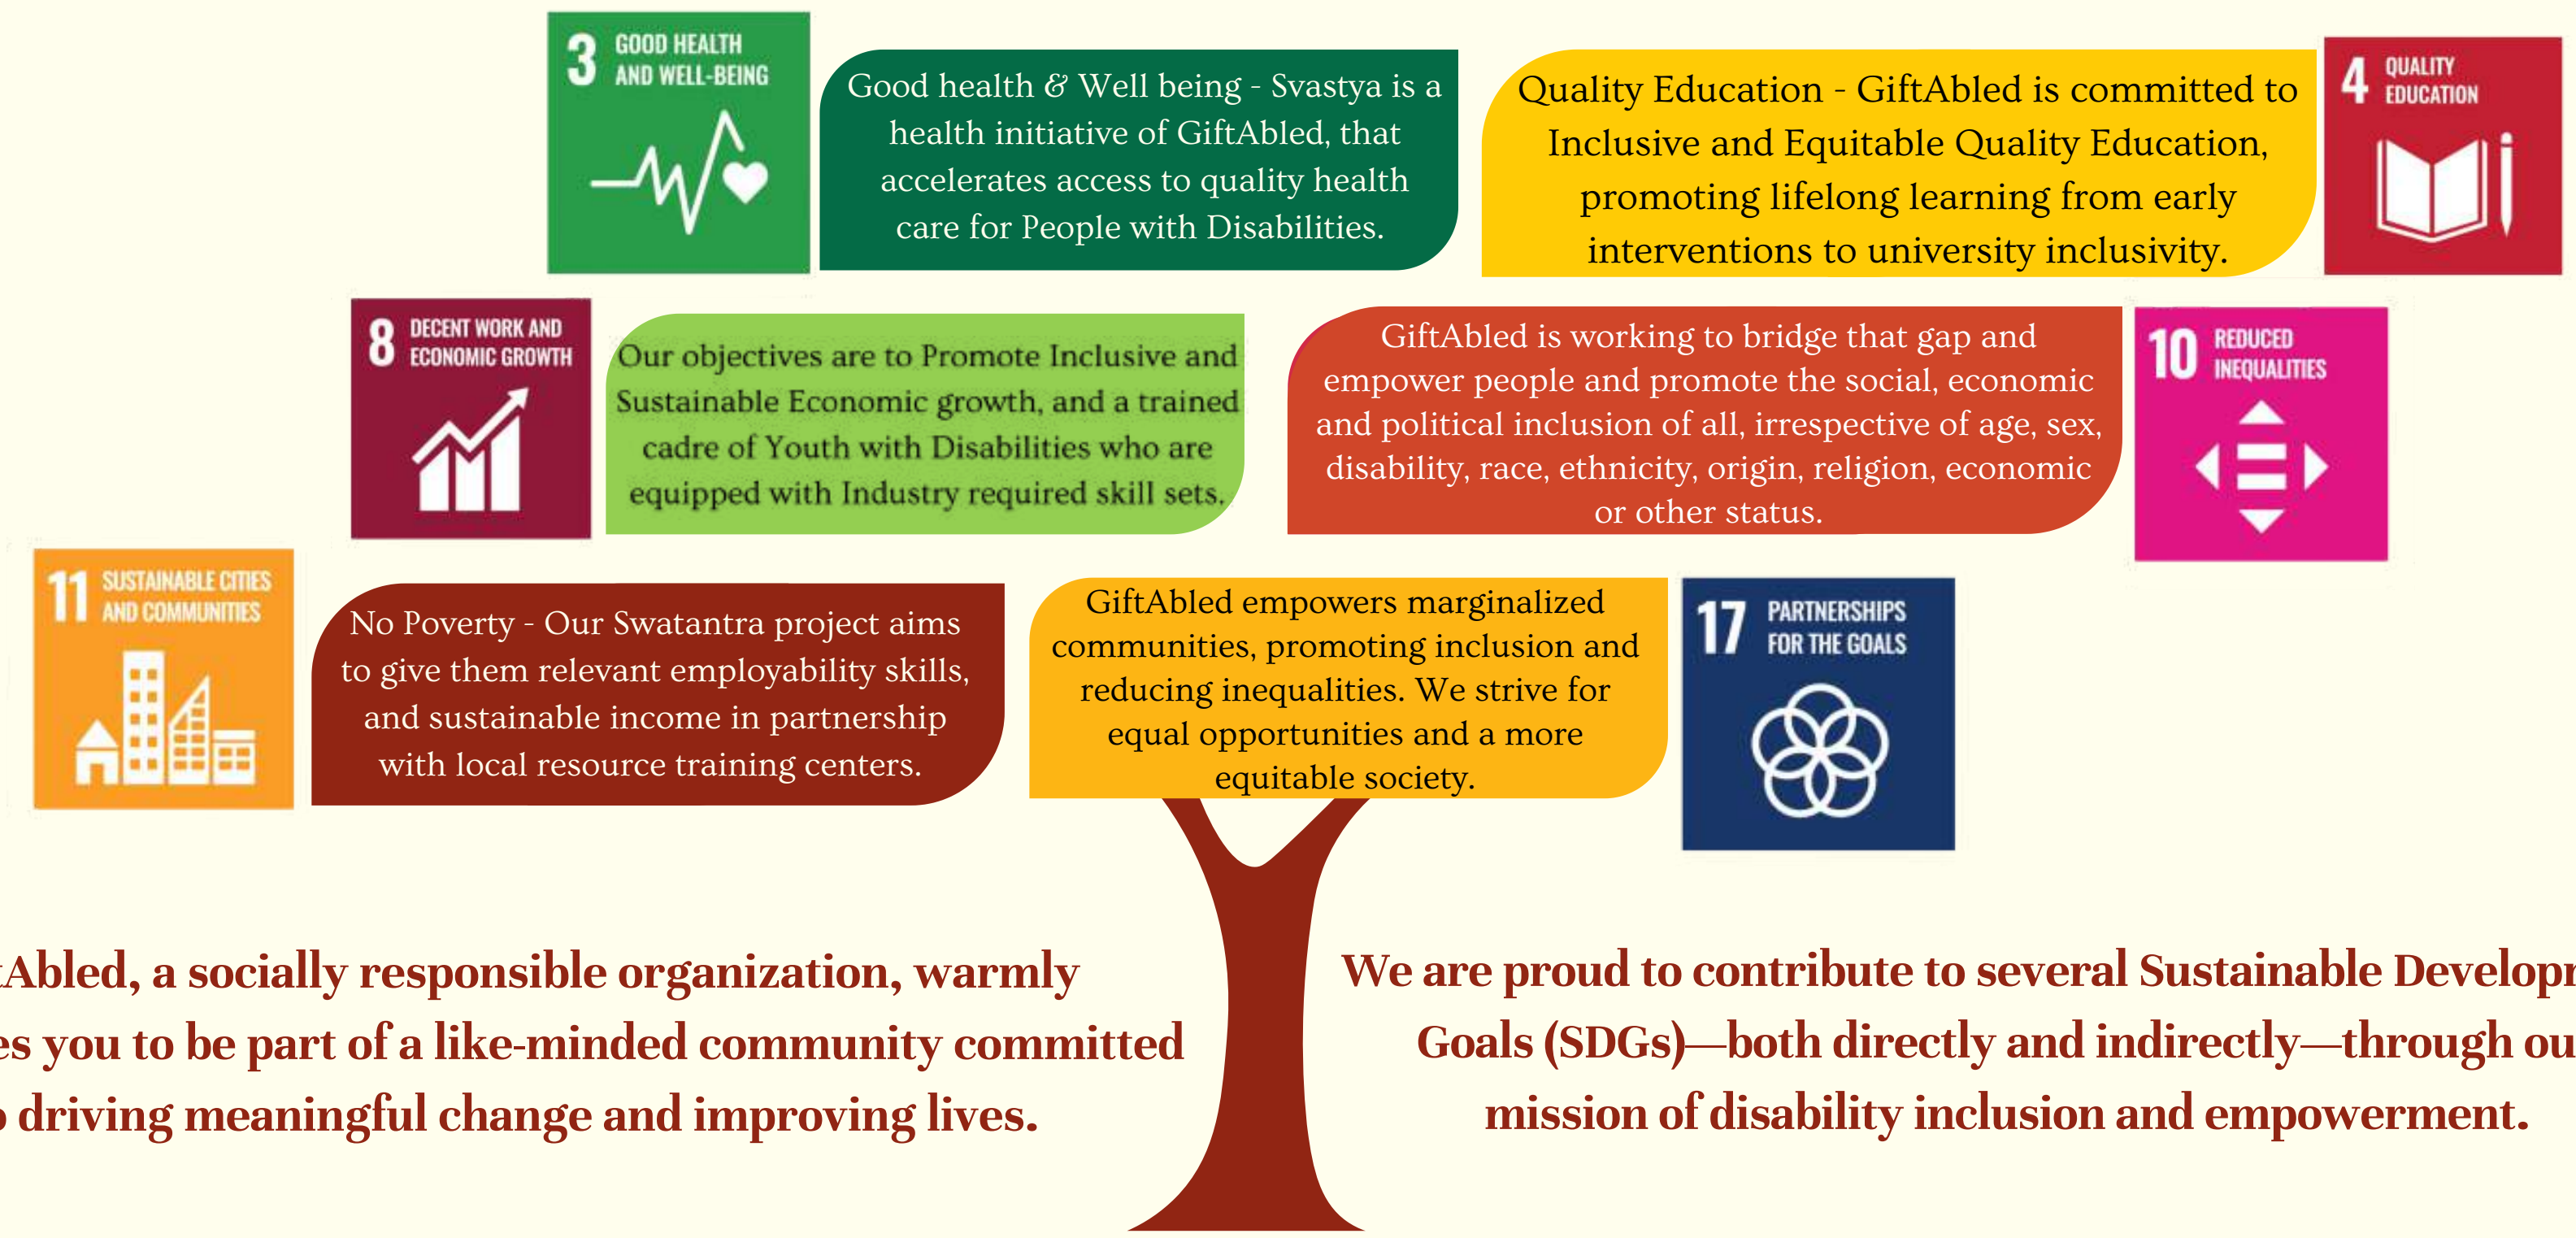 3 GOOD HEALTH
AND WELL-BEING
Good health & Well being - Svastya is a
health initiative of GiftAbled, that
accelerates access to quality health
care for People with Disabilities.
Quality Education - GiftAbled is committed to
Inclusive and Equitable Quality Education,
promoting lifelong learning from early
interventions to university inclusivity.
4 QUALITY
EDUCATION
8 DECENT WORK AND
ECONOMIC GROWTH
Our objectives are to Promote Inclusive and
Sustainable Economic growth, and a trained
cadre of Youth with Disabilities who are
equipped with Industry required skill sets.
GiftAbled is working to bridge that gap and
empower people and promote the social, economic
and political inclusion of all, irrespective of age, sex,
disability, race, ethnicity, origin, religion, economic
or other status.
10 REDUCED
INEQUALITIES
11 SUSTAINABLE CITIES
AND COMMUNITIES
No Poverty - Our Swatantra project aims
to give them relevant employability skills,
and sustainable income in partnership
with local resource training centers.
GiftAbled empowers marginalized
communities, promoting inclusion and
reducing inequalities. We strive for
equal opportunities and a more
equitable society.
17 PARTNERSHIPS
FOR THE GOALS
tAbled, a socially responsible organization, warmly
es you to be part of a like-minded community committed
driving meaningful change and improving lives.
We are proud to contribute to several Sustainable Develop
Goals (SDGs)—both directly and indirectly—through ou
mission of disability inclusion and empowerment.